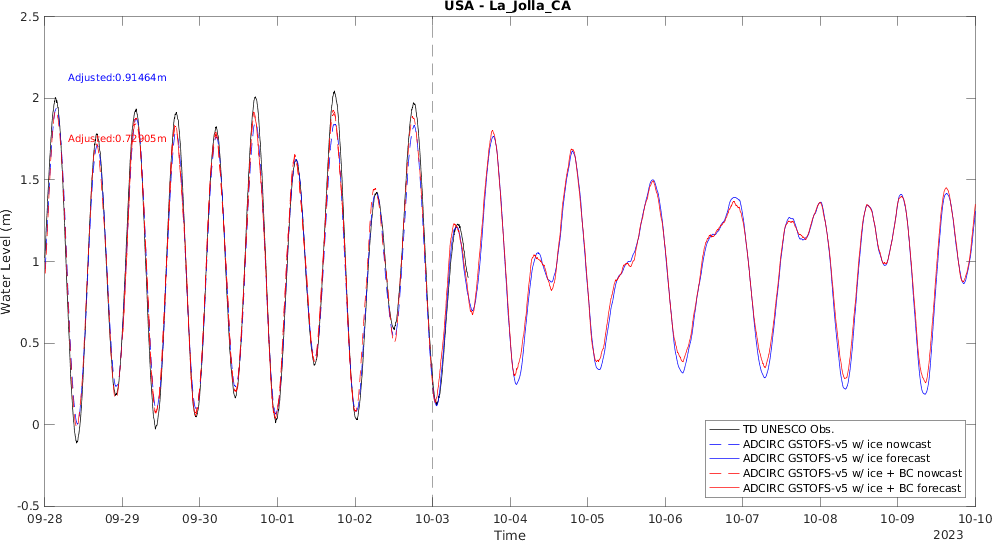 USA - La_Jolla_CA
2.5
2
1.5
1
0.5
0
-0.5
Water Level (m)
Adjusted:0.91464m
Adjusted:0.72905m
TD UNESCO Obs.
ADCIRC GSTOFS-v5 w/ ice nowcast
ADCIRC GSTOFS-v5 w/ ice forecast
ADCIRC GSTOFS-v5 w/ ice + BC nowcast
ADCIRC GSTOFS-v5 w/ ice + BC forecast
09-28 09-29 09-30 10-01 10-02 10-03 10-04 10-05 10-06 10-07 10-08 10-09 10-10
Time
2023